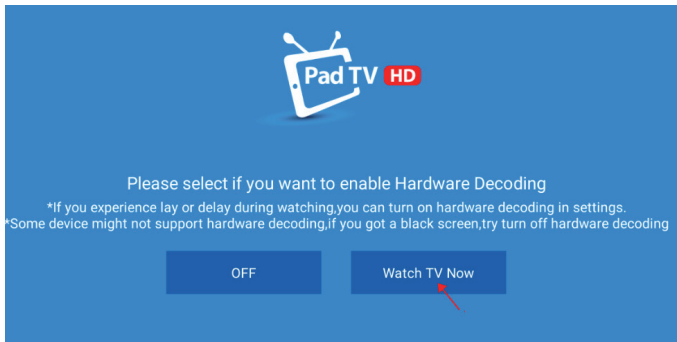 Pad TV HD
Please select if you want to enable Hardware Decoding
*If you experience lay or delay during watching,you can turn on hardware decoding in settings.
*Some device might not support hardware decoding,if you got a black screen,try turn off hardware decoding
OFF
Watch TV Now